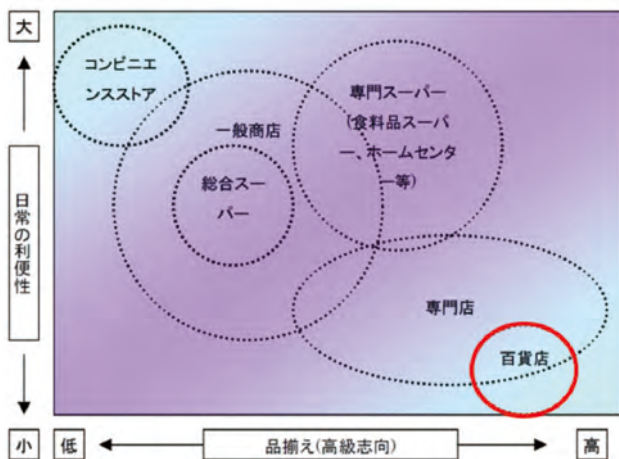 大
コンビニエ
ンスストア
専門スーパー
(食料品スーパ
ー、ホームセンタ
ー等)
一般商店
総合スー
パー
日常の利便性
専門店
百貨店
小
低
品揃え(高級志向)
高